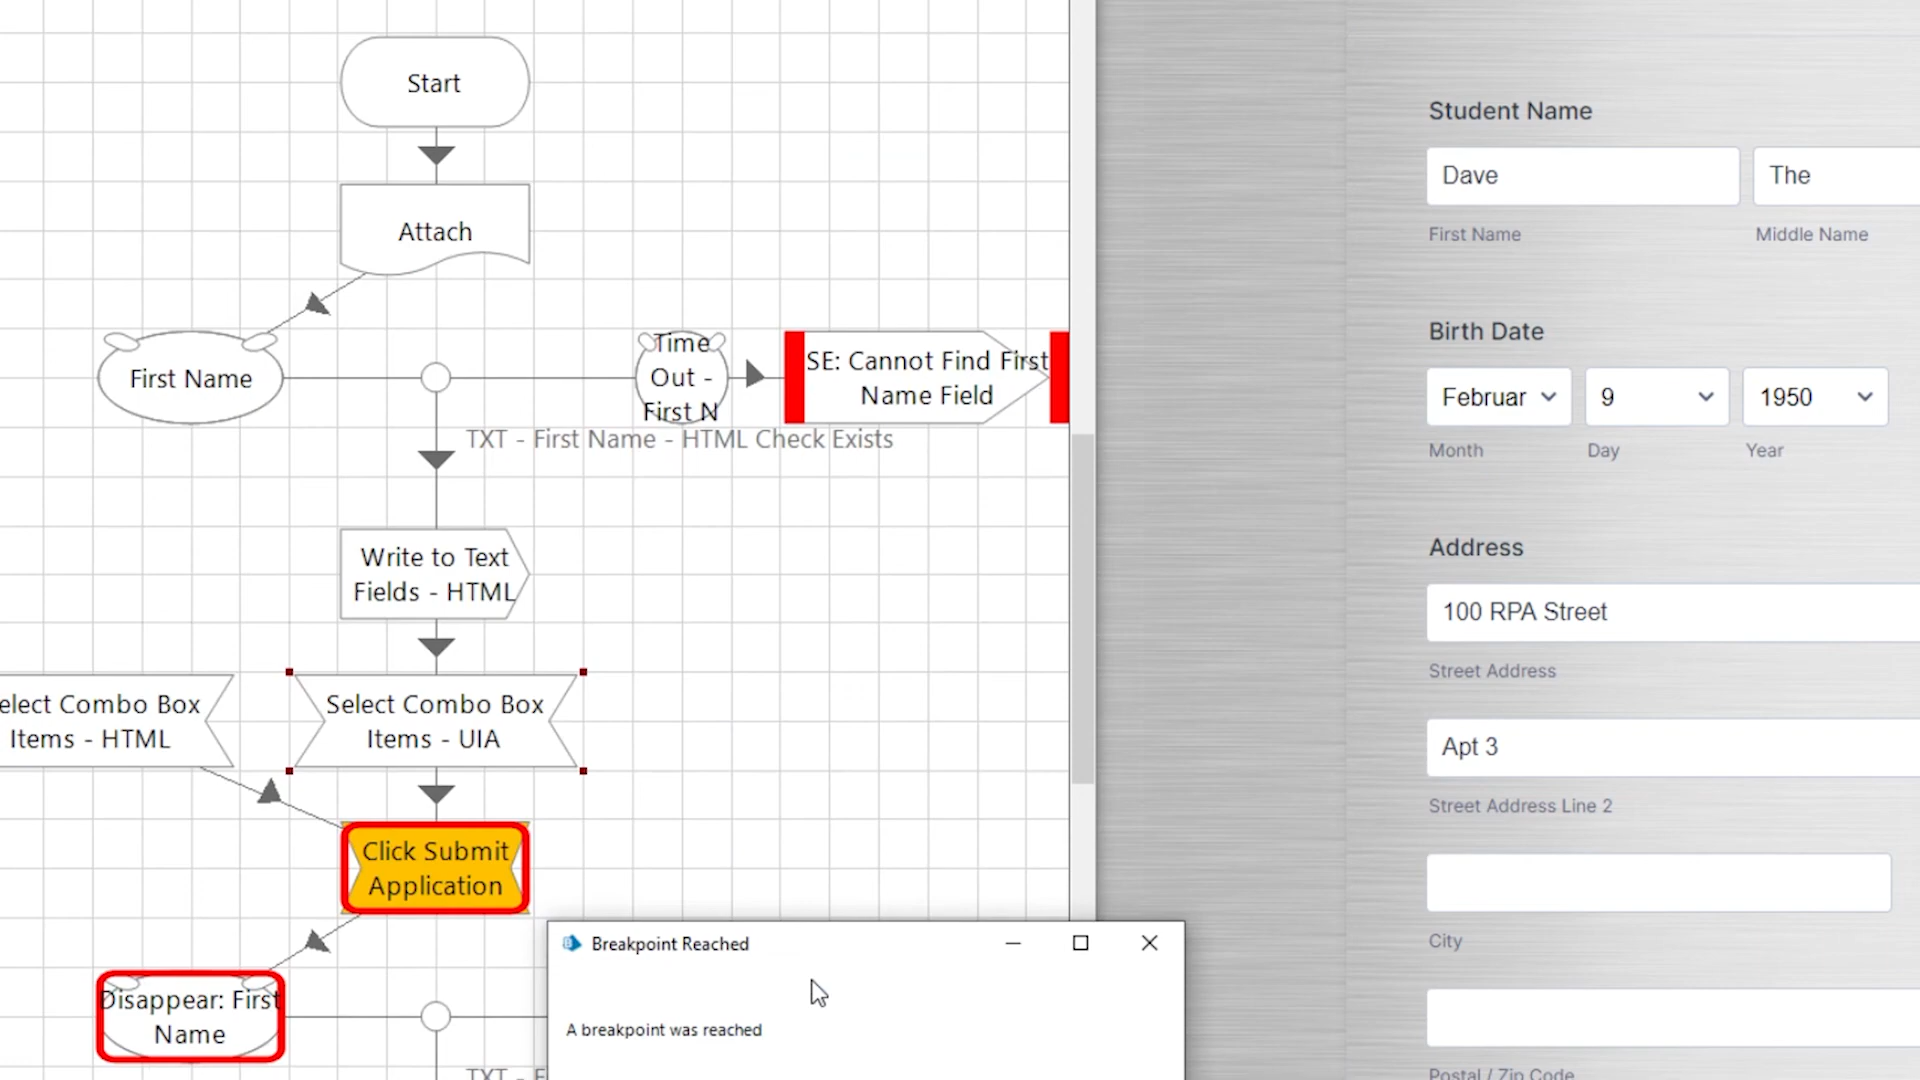 Start
Attach
First Name
Time
Out -
First N
SE: Cannot Find First
Name Field
TXT - First Name - HTML Check Exists
Write to Text
Fields - HTML
elect Combo Box
Items - HTML
Select Combo Box
Items - UIA
Click Submit
Application
Disappear: First
Name
TXT - F
Breakpoint Reached
A breakpoint was reached
Student Name
Dave
The
First Name
Middle Name
Birth Date
Februar
9
1950
Month
Day
Year
Address
100 RPA Street
Street Address
Apt 3
Street Address Line 2
City
Postal / Zip Code